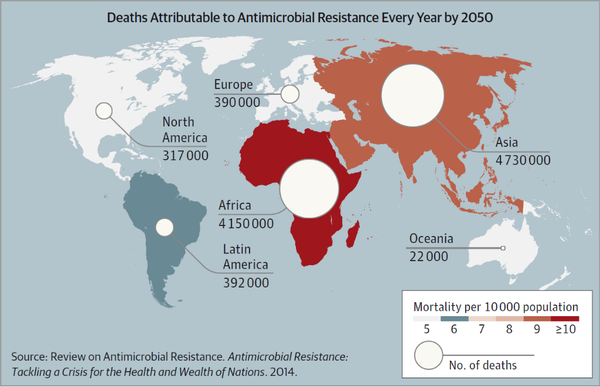 Deaths Attributable to Antimicrobial Resistance Every Year by 2050
Europe
390 000
North
America
317 000
Asia
4 730 000
Africa
4 150 000
Oceania
22 000
Latin
America
392 000
Mortality per 10 000 population
5 6 7 8 9 ≥10
No. of deaths
Source: Review on Antimicrobial Resistance. Antimicrobial Resistance:
Tackling a Crisis for the Health and Wealth of Nations. 2014.